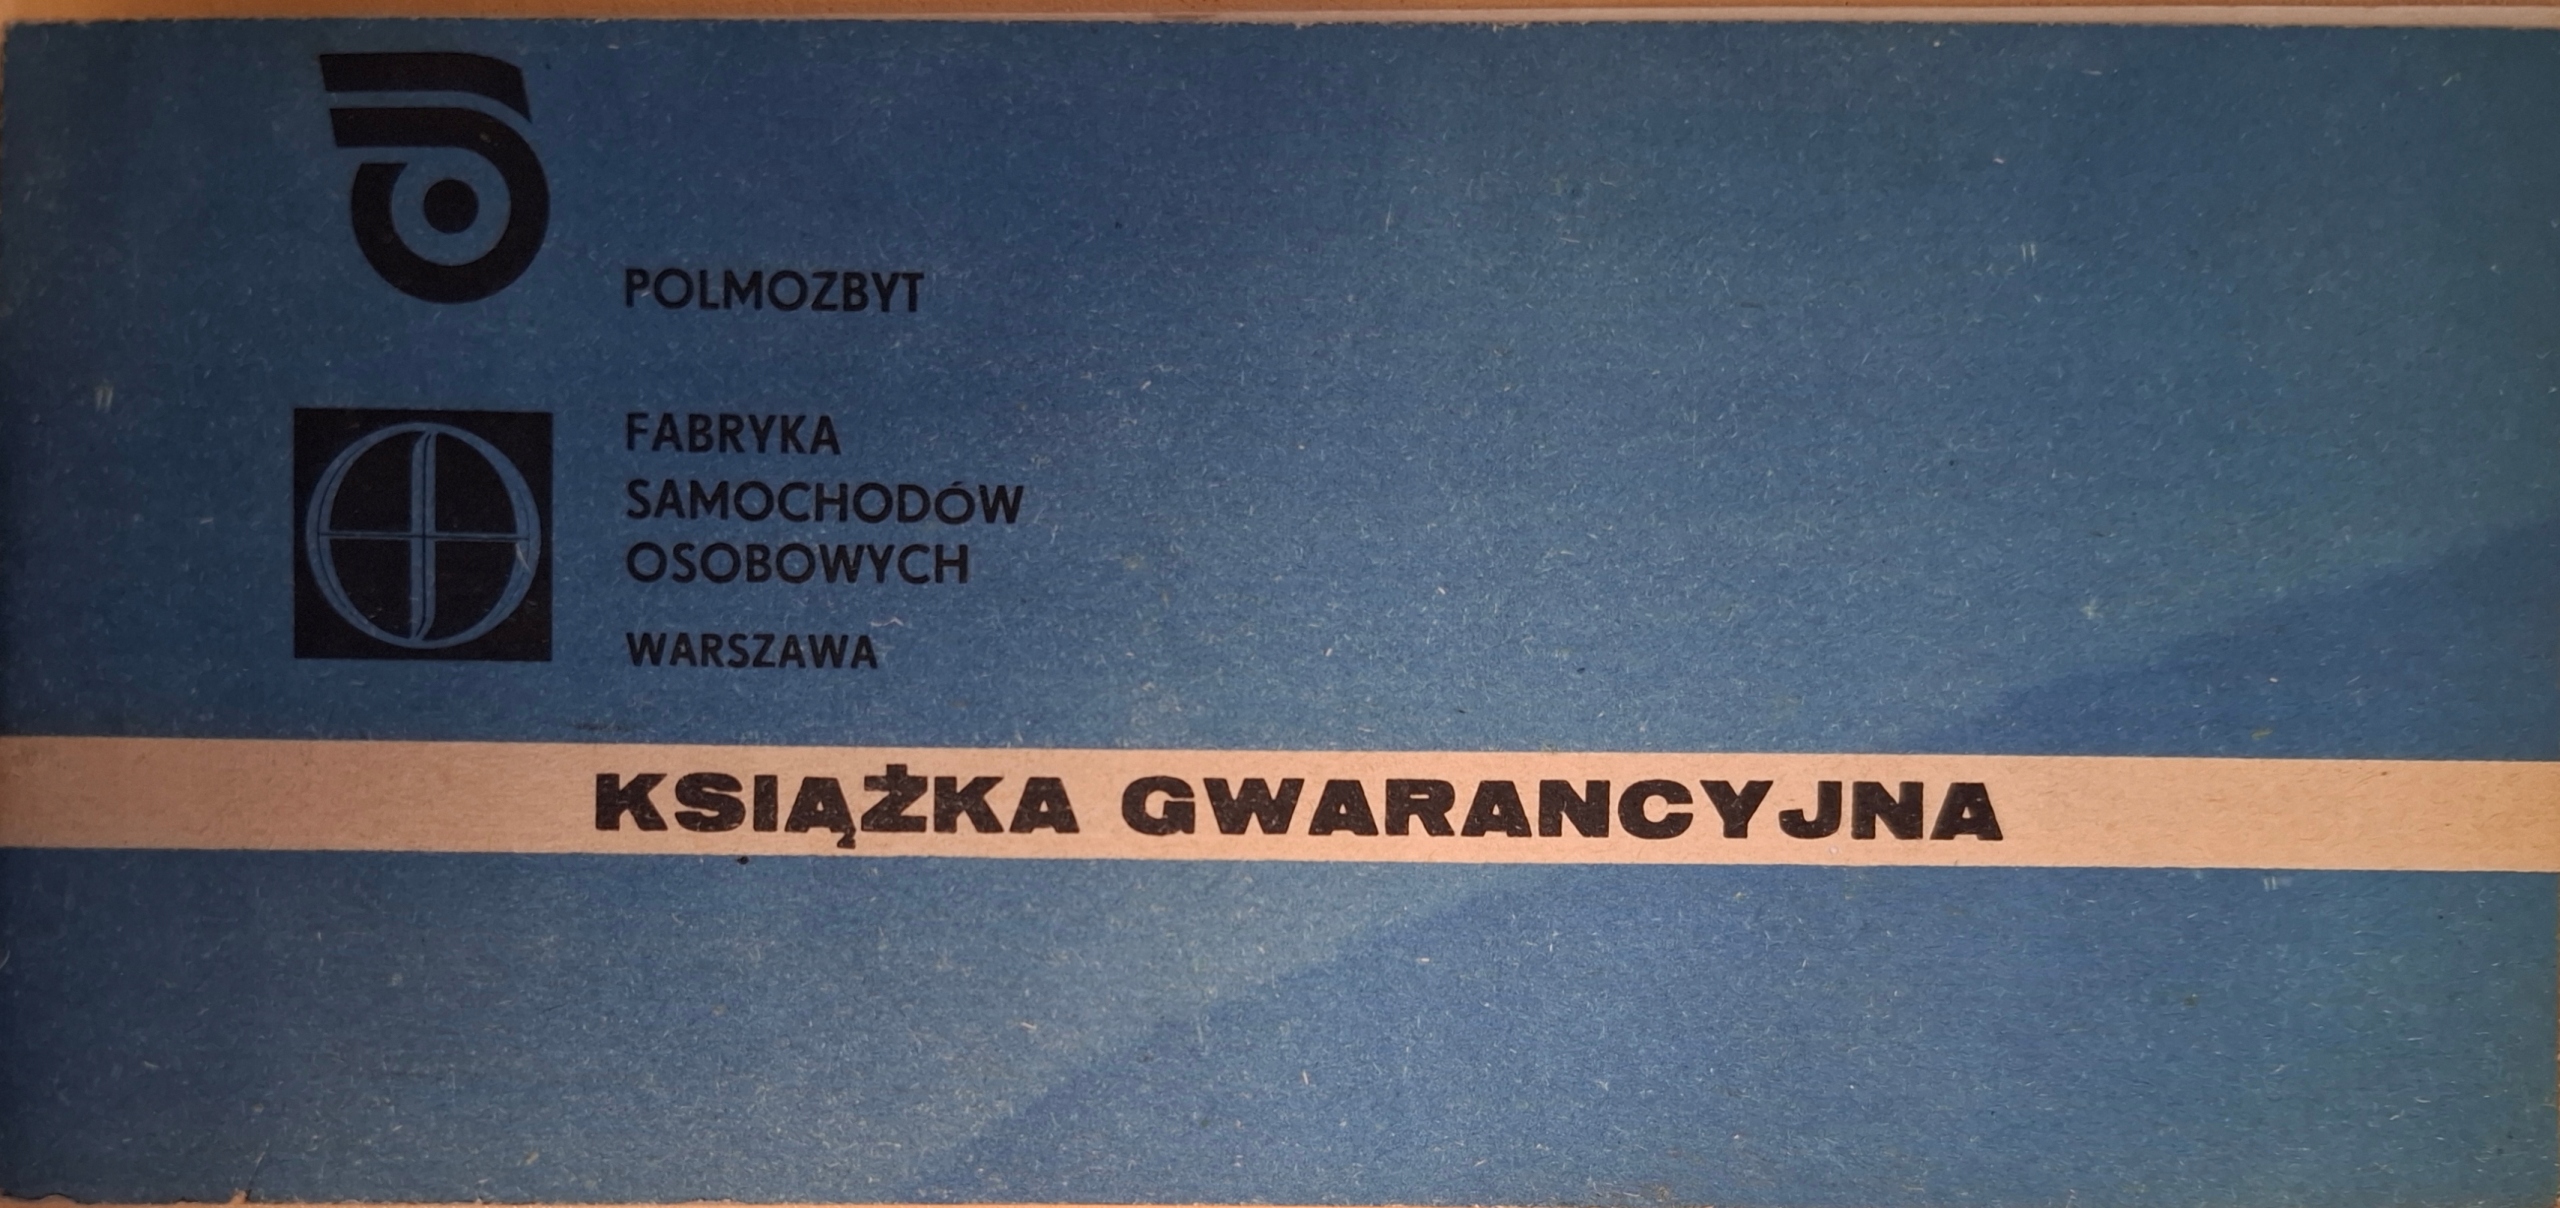 POLMOZBYT
FABRYKA
SAMOCHODÓW
OSOBOWYCH
WARSZAWA
KSIĄŻKA GWARANCYJNA